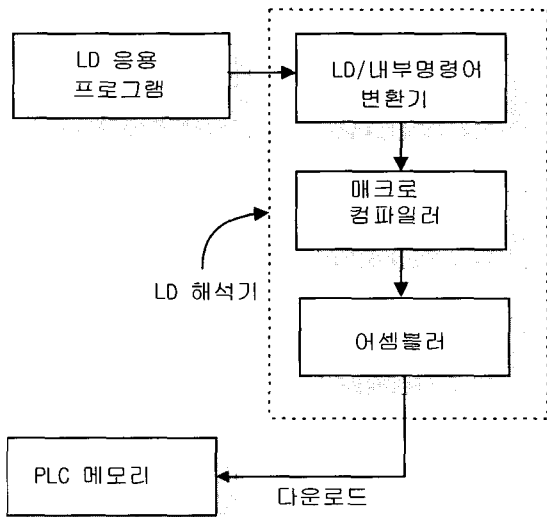 LD 응용
프로그램
LD/내부명령어
변환기
매크로
컴파일러
LD 해석기
어셈블러
PLC 메모리
다운로드